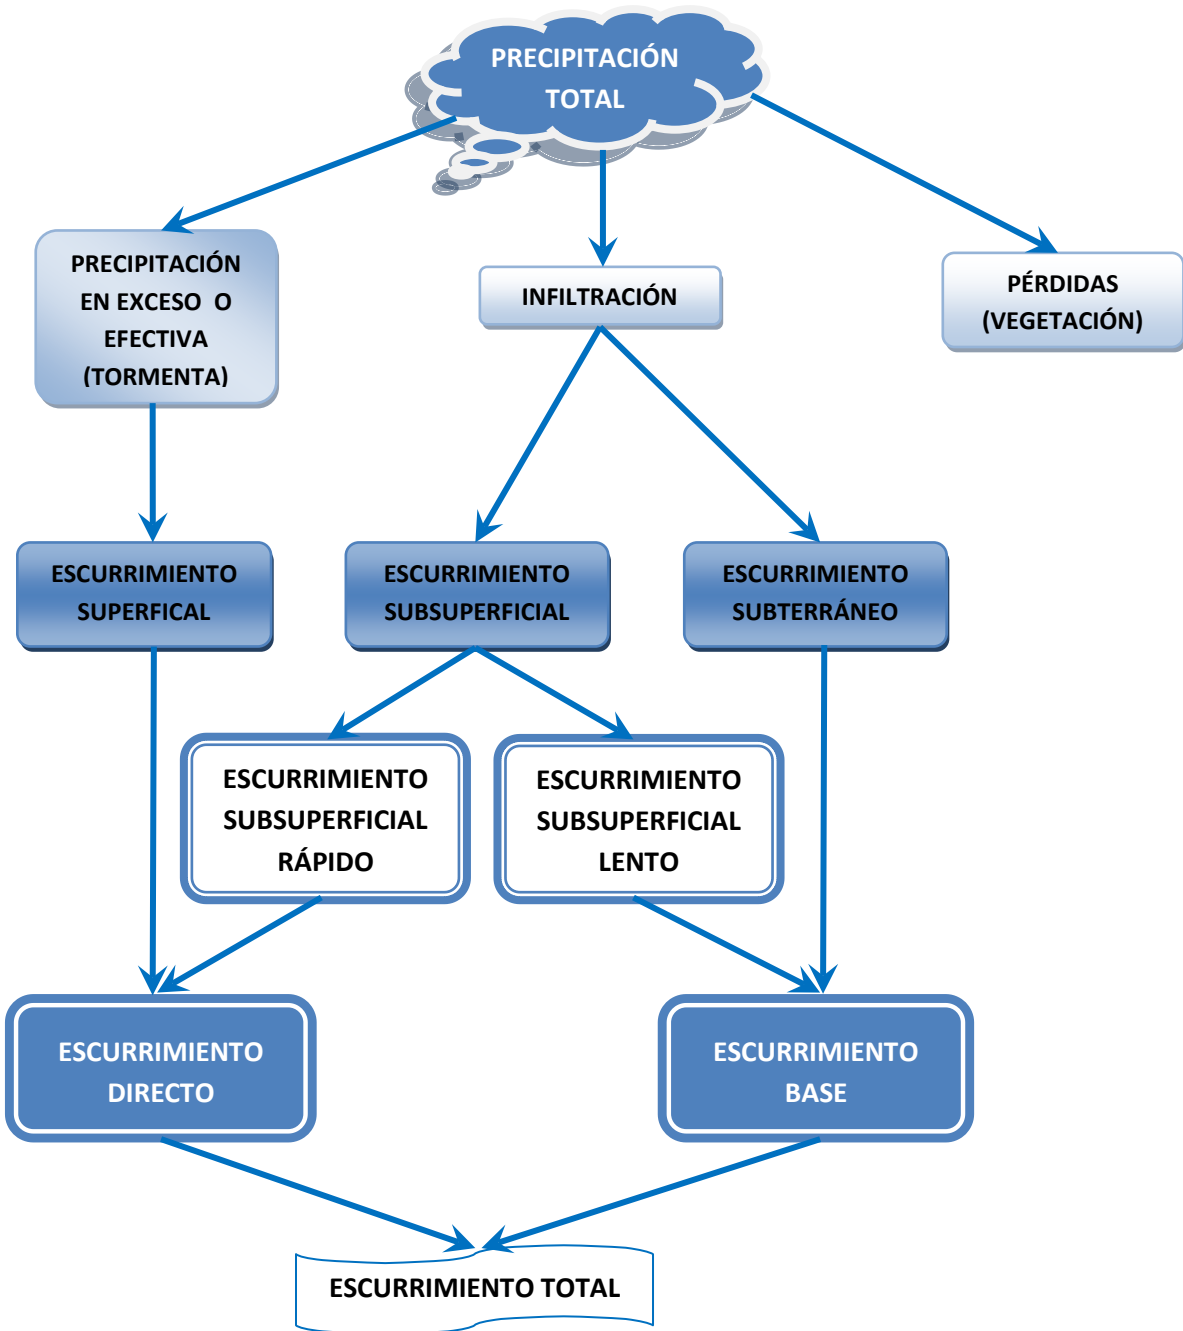 PRECIPITACIÓN
TOTAL
PRECIPITACIÓN
EN EXCESO O
EFECTIVA
(TORMENTA)
INFILTRACIÓN
PÉRDIDAS
(VEGETACIÓN)
ESCURRIMIENTO
SUPERFICAL
ESCURRIMIENTO
SUBSUPERFICIAL
ESCURRIMIENTO
SUBTERRÁNEO
ESCURRIMIENTO
SUBSUPERFICIAL
RÁPIDO
ESCURRIMIENTO
SUBSUPERFICIAL
LENTO
ESCURRIMIENTO
DIRECTO
ESCURRIMIENTO
BASE
ESCURRIMIENTO TOTAL